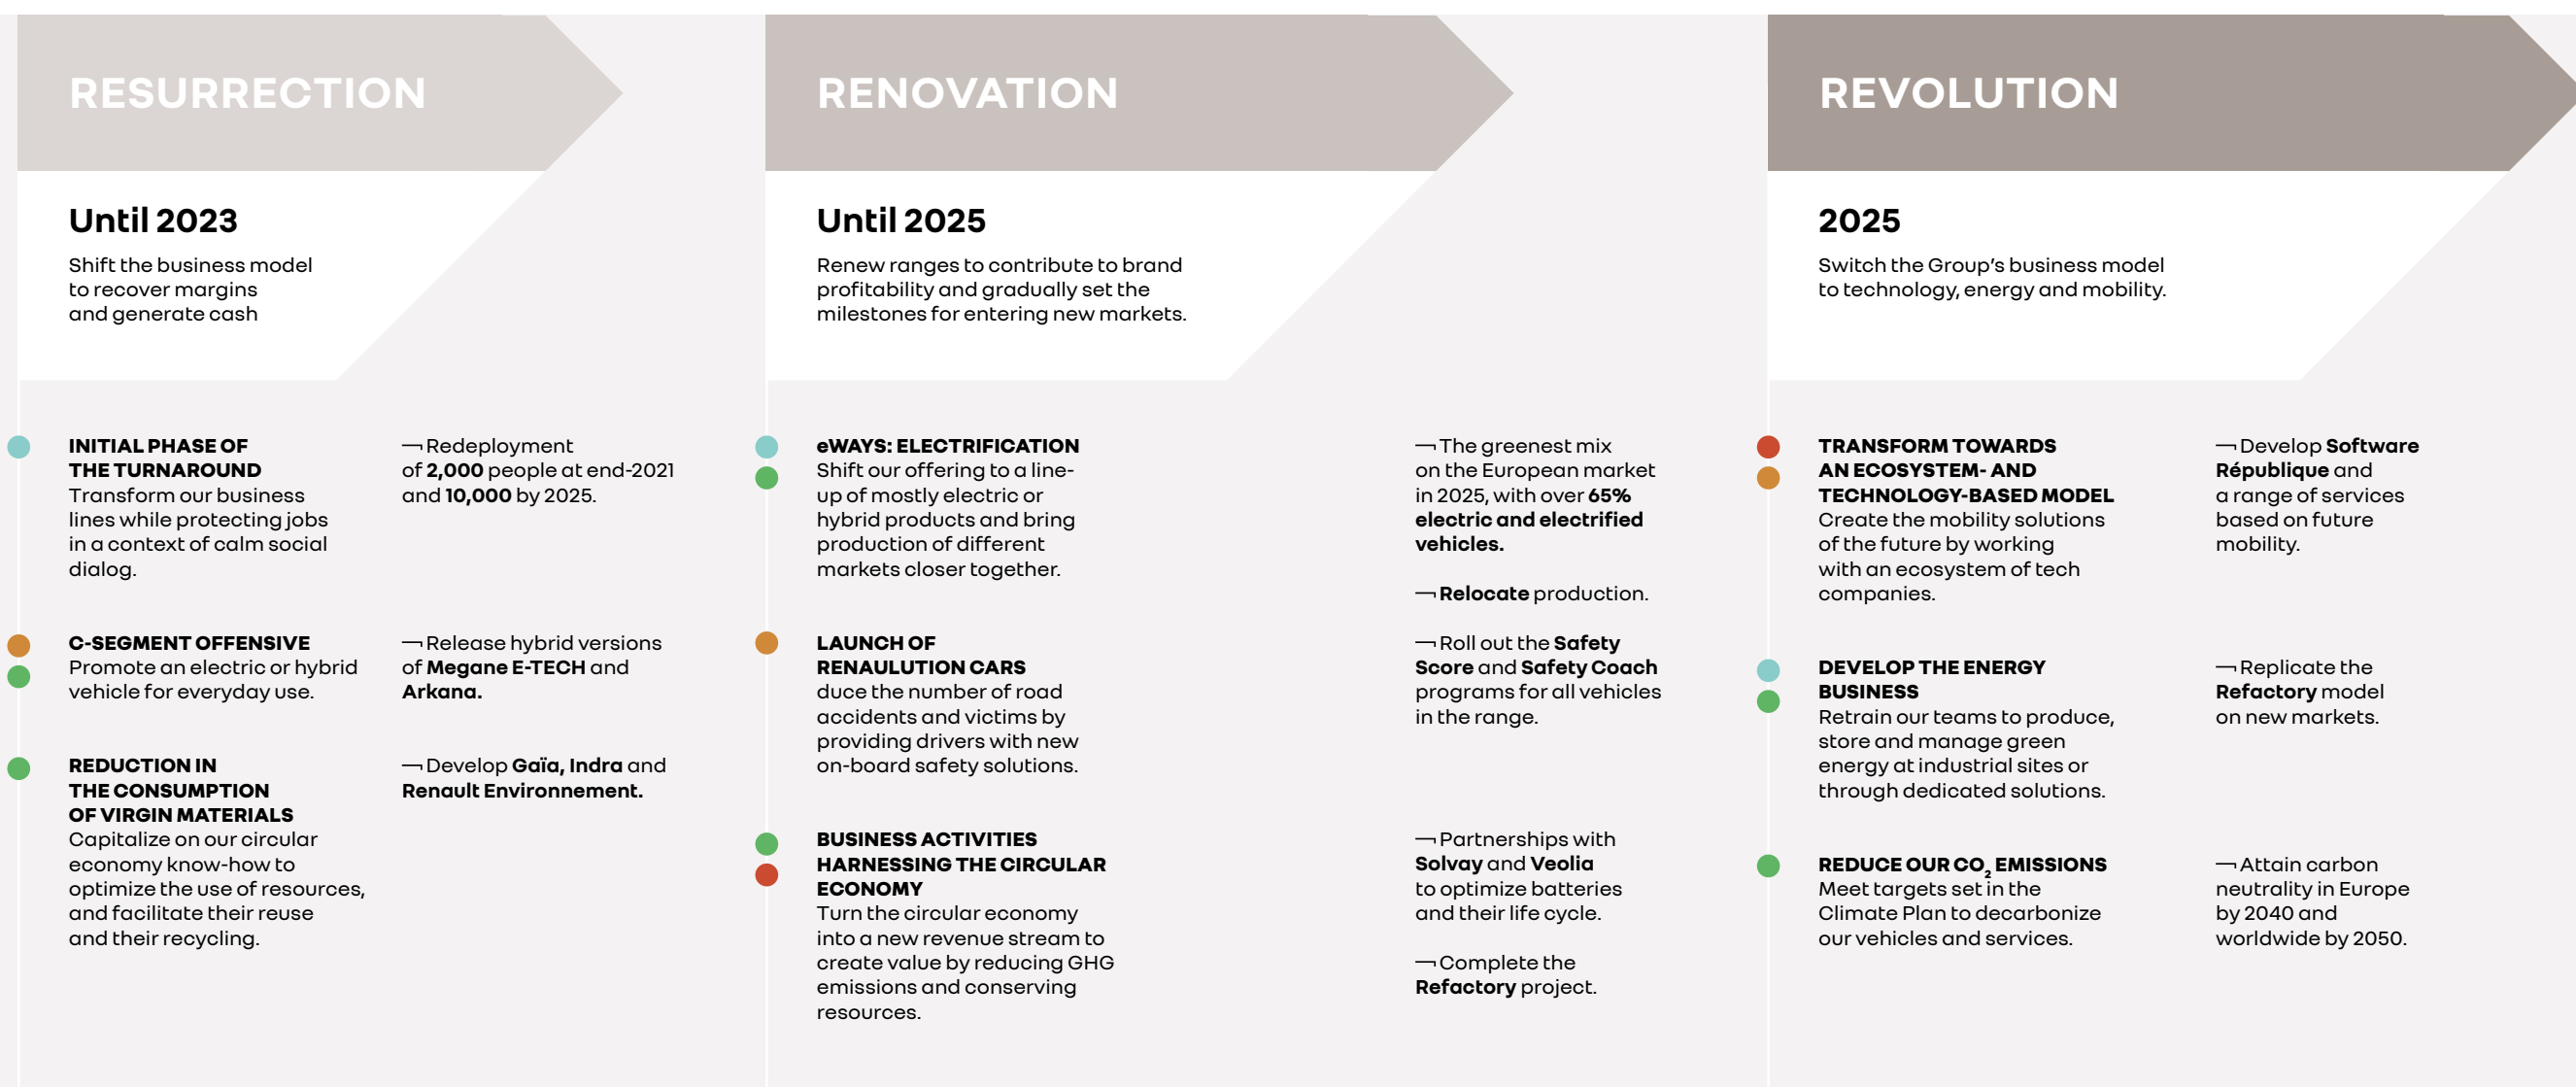 RESURRECTION
Until 2023
Shift the business model
to recover margins
and generate cash
INITIAL PHASE OF
THE TURNAROUND
Transform our business
lines while protecting jobs
in a context of calm social
dialog.
Redeployment
of 2,000 people at end-2021
and 10,000 by 2025.
C-SEGMENT OFFENSIVE
Promote an electric or hybrid
vehicle for everyday use.
Release hybrid versions
of Megane E-TECH and
Arkana.
REDUCTION IN
THE CONSUMPTION
OF VIRGIN MATERIALS
Capitalize on our circular
economy know-how to
optimize the use of resources,
and facilitate their reuse
and their recycling.
Develop Gaïa, Indra and
Renault Environnement.
RENOVATION
Until 2025
Renew ranges to contribute to brand
profitability and gradually set the
milestones for entering new markets.
eWAYS: ELECTRIFICATION
Shift our offering to a line-
up of mostly electric or
hybrid products and bring
production of different
markets closer together.
The greenest mix
on the European market
in 2025, with over 65%
electric and electrified
vehicles.
Relocate production.
LAUNCH OF
RENAULUTION CARS
duce the number of road
accidents and victims by
providing drivers with new
on-board safety solutions.
Roll out the Safety
Score and Safety Coach
programs for all vehicles
in the range.
BUSINESS ACTIVITIES
HARNESSING THE CIRCULAR
ECONOMY
Turn the circular economy
into a new revenue stream to
create value by reducing GHG
emissions and conserving
resources.
Partnerships with
Solvay and Veolia
to optimize batteries
and their life cycle.
Complete the
Refactory project.
REVOLUTION
2025
Switch the Group's business model
to technology, energy and mobility.
TRANSFORM TOWARDS
AN ECOSYSTEM- AND
TECHNOLOGY-BASED MODEL
Create the mobility solutions
of the future by working
with an ecosystem of tech
companies.
Develop Software
République and
a range of services
based on future
mobility.
DEVELOP THE ENERGY
BUSINESS
Retrain our teams to produce,
store and manage green
energy at industrial sites or
through dedicated solutions.
Replicate the
Refactory model
on new markets.
REDUCE OUR CO₂ EMISSIONS
Meet targets set in the
Climate Plan to decarbonize
our vehicles and services.
Attain carbon
neutrality in Europe
by 2040 and
worldwide by 2050.